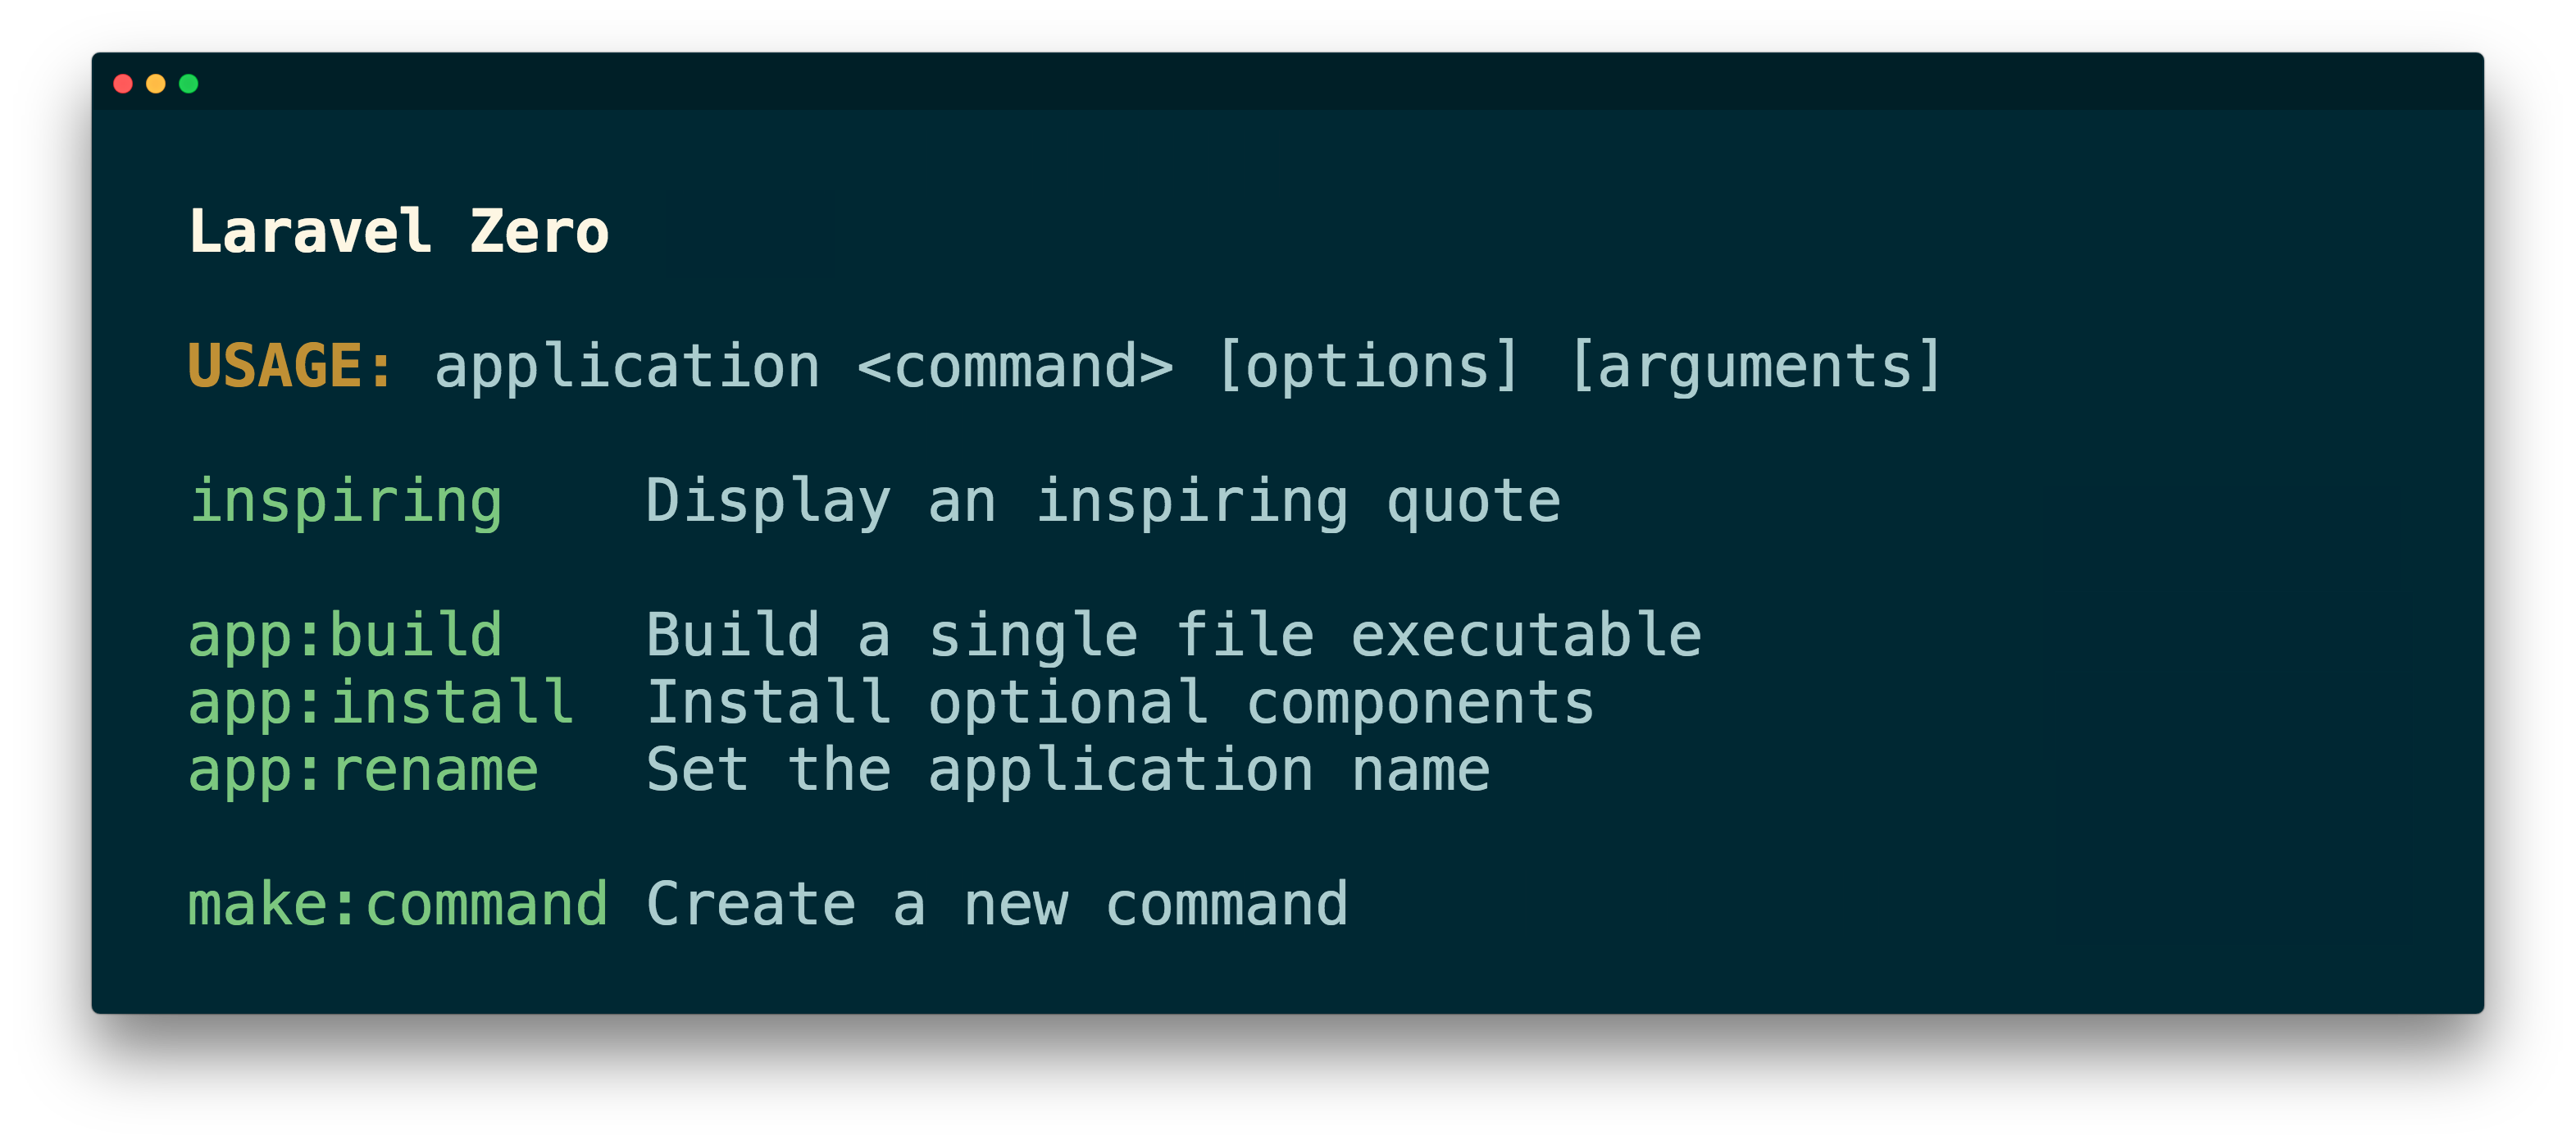 Laravel Zero
USAGE: application <command> [options] [arguments]
inspiring Display an inspiring quote
app:build Build a single file executable
app:install Install optional components
app:rename Set the application name
make:command Create a new command